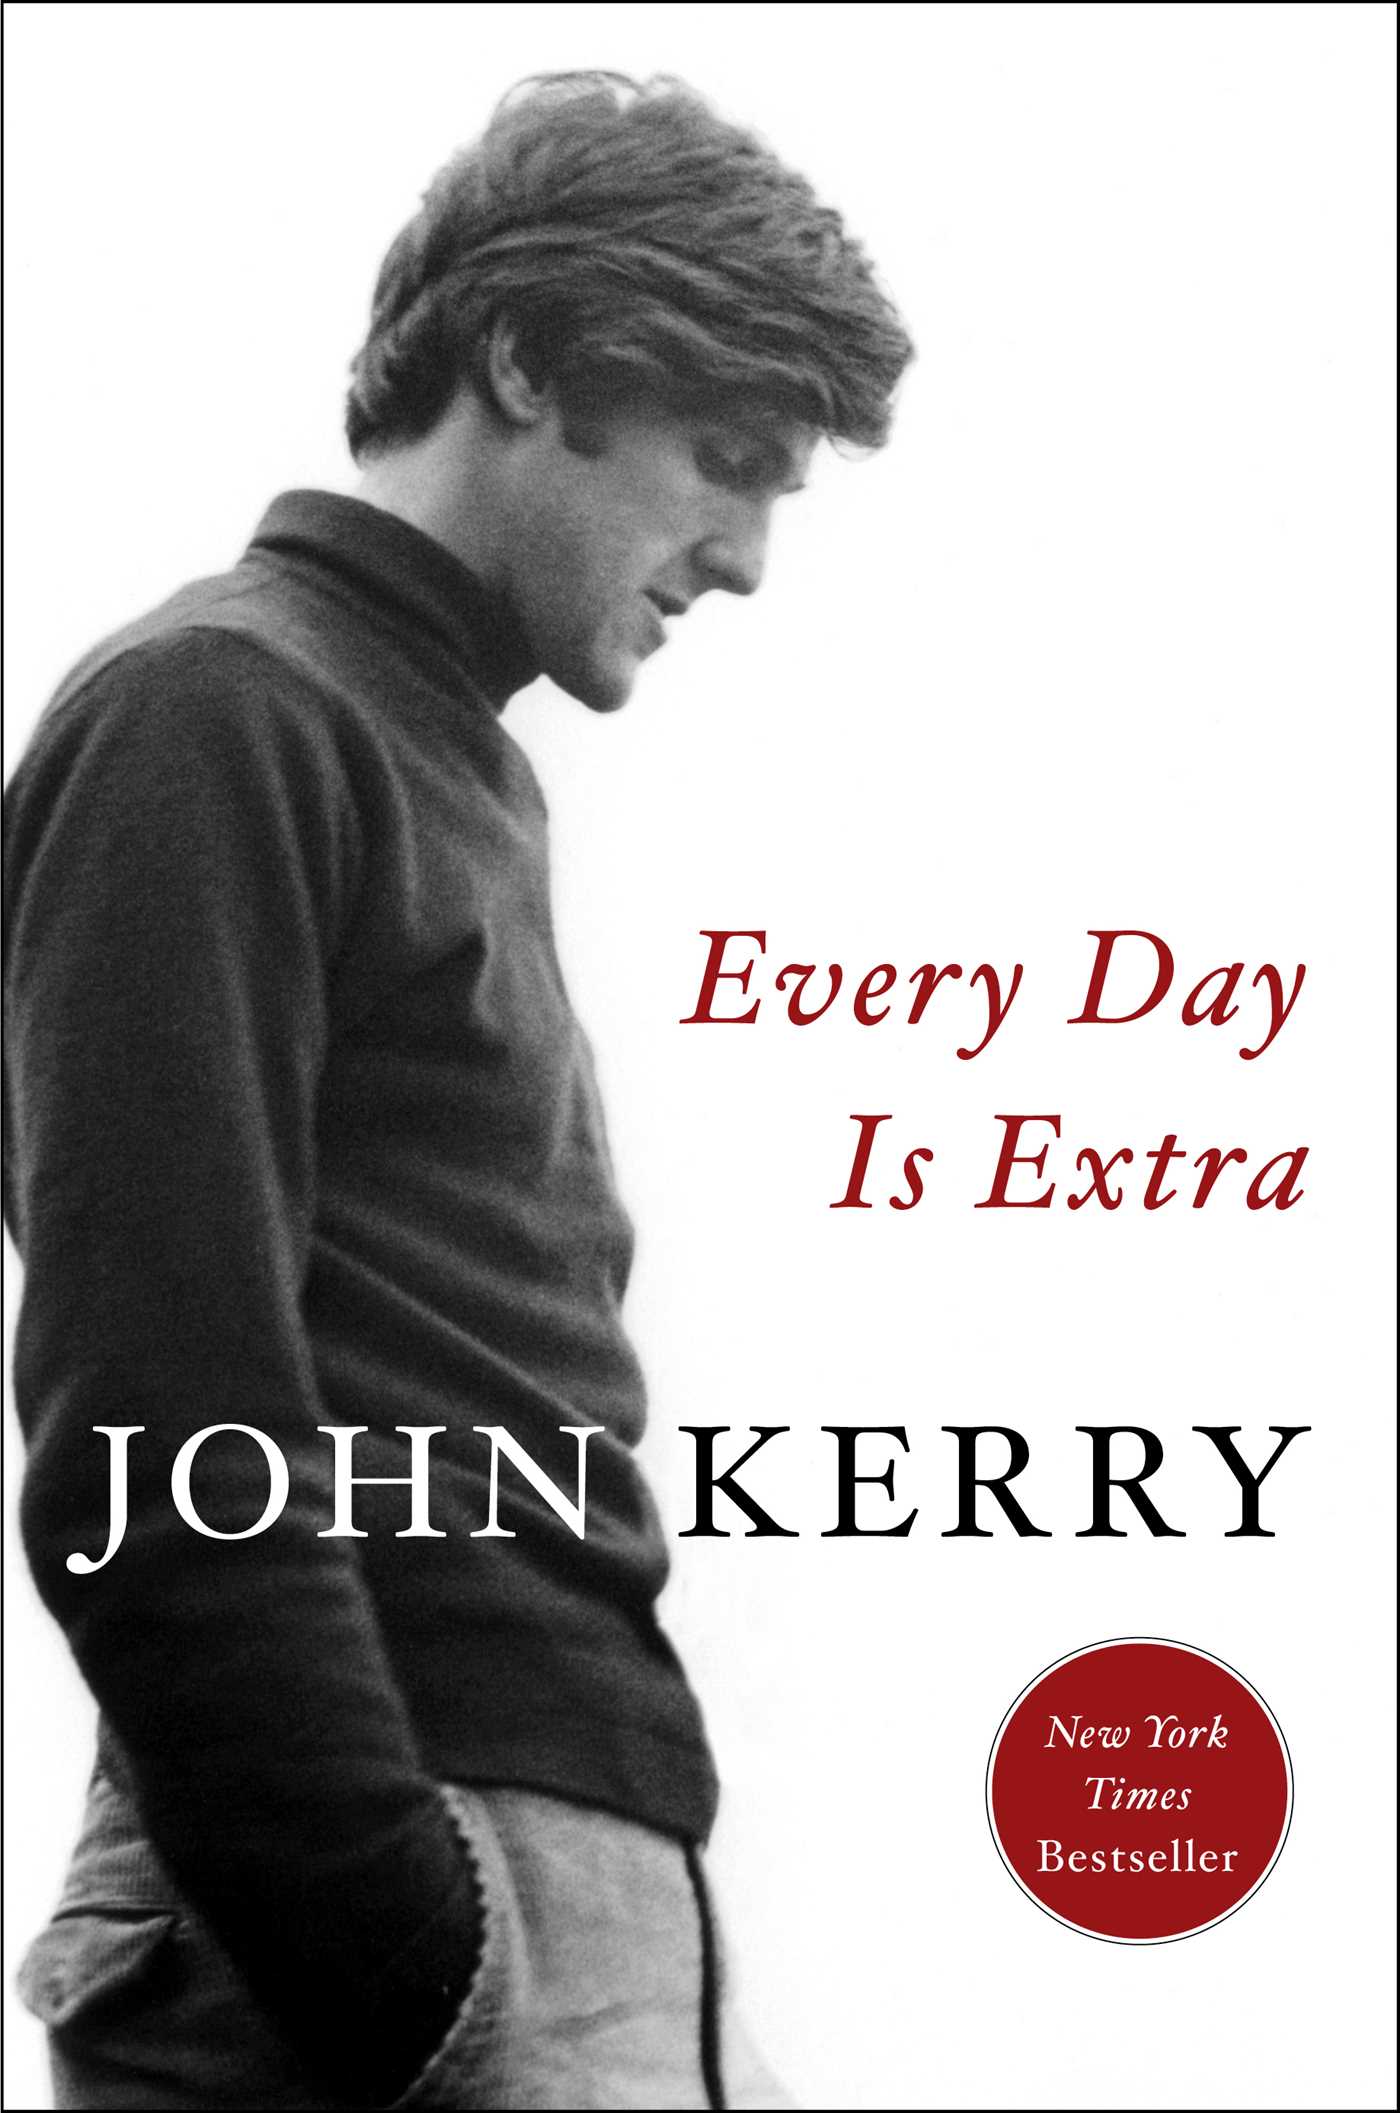 Every Day
Is Extra
JOHN KERRY
New York
Times
Bestseller